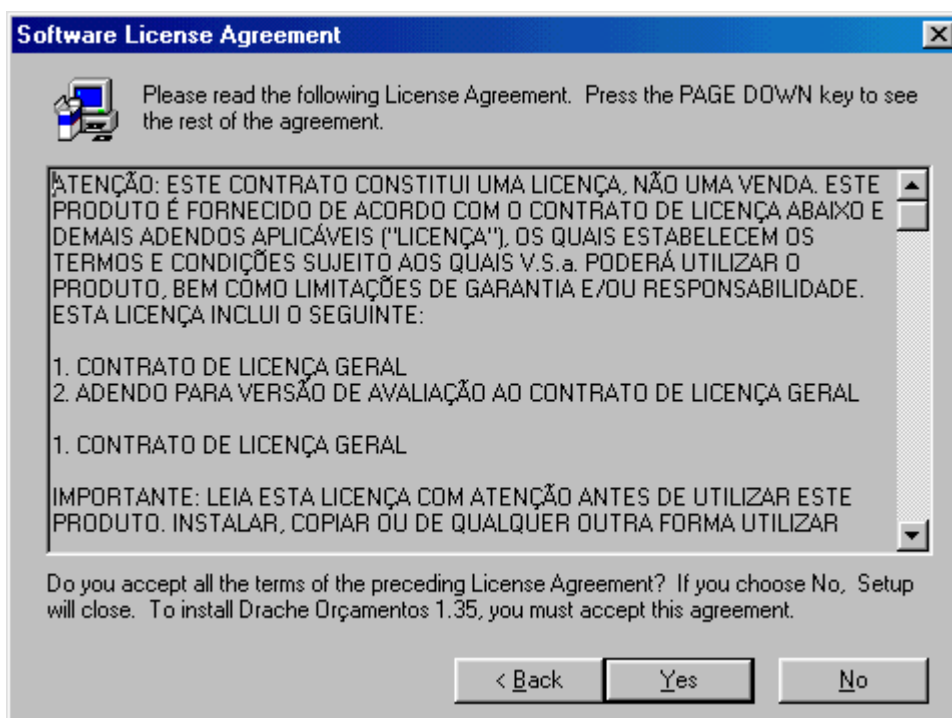 Software License Agreement
Please read the following License Agreement. Press the PAGE DOWN key to see
the rest of the agreement.
ATENÇÃO: ESTE CONTRATO CONSTITUI UMA LICENÇA, NÃO UMA VENDA. ESTE
PRODUTO É FORNECIDO DE ACORDO COM O CONTRATO DE LICENÇA ABAIXO E
DEMAIS ADENDOS APLICÁVEIS ("LICENÇA"), OS QUAIS ESTABELECEM OS
TERMOS E CONDIÇÕES SUJEITO AOS QUAIS V.S.a. PODERÁ UTILIZAR O
PRODUTO, BEM COMO LIMITAÇÕES DE GARANTIA E/OU RESPONSABILIDADE.
ESTA LICENÇA INCLUI O SEGUINTE:
1. CONTRATO DE LICENÇA GERAL
2. ADENDO PARA VERSÃO DE AVALIAÇÃO AO CONTRATO DE LICENÇA GERAL
1. CONTRATO DE LICENÇA GERAL
IMPORTANTE: LEIA ESTA LICENÇA COM ATENÇÃO ANTES DE UTILIZAR ESTE
PRODUTO. INSTALAR, COPIAR OU DE QUALQUER OUTRA FORMA UTILIZAR
Do you accept all the terms of the preceding License Agreement? If you choose No, Setup
will close. To install Drache Orçamentos 1.35, you must accept this agreement.
< Back
Yes
No